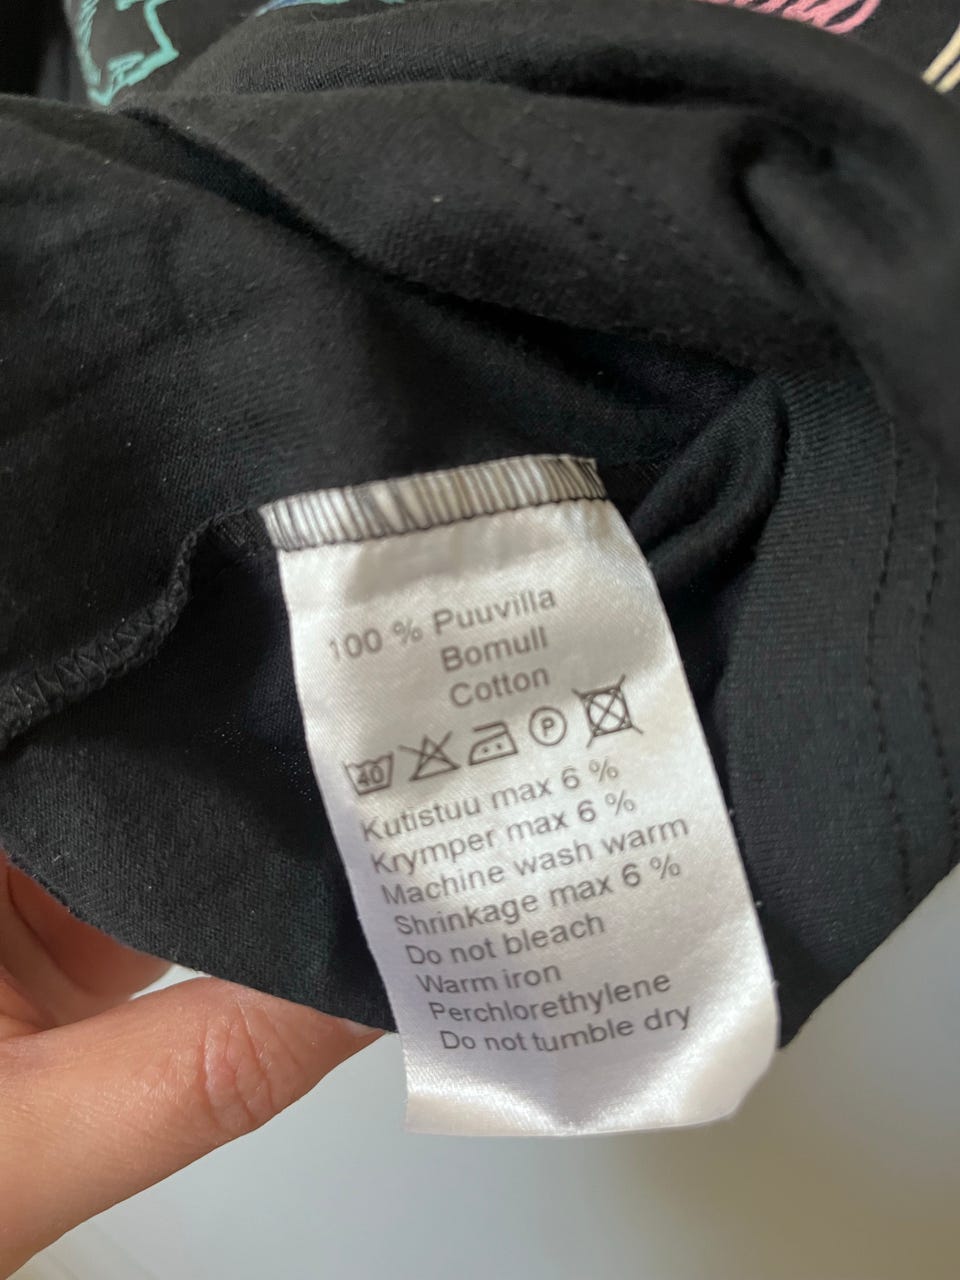 100 % Puuvilla
Bomull
Cotton
40 P
Kutistuu max 6 %
Krymper max 6 %
Machine wash warm
Shrinkage max 6 %
Do not bleach
Warm iron
Perchlorethylene
Do not tumble dry